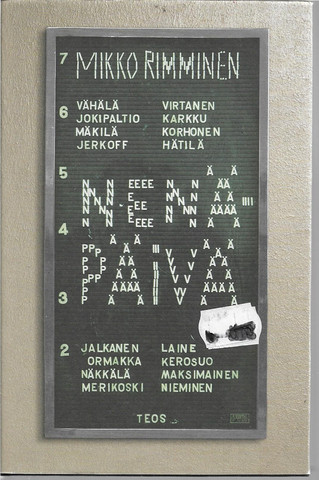 7 MIKKO RIMMINEN
6 VÄHÄLÄ VIRTANEN
JOKIPALTIO KARKKU
MÄKILÄ KORHONEN
JERKOFF HÄTILÄ
5
NENÄ-
4
PÄIVÄ
3
2 JALKANEN LAINE
ORMAKKA KEROSUO
NÄKKÄLÄ MAKSIMAINEN
MERIKOSKI NIEMINEN
TEOS